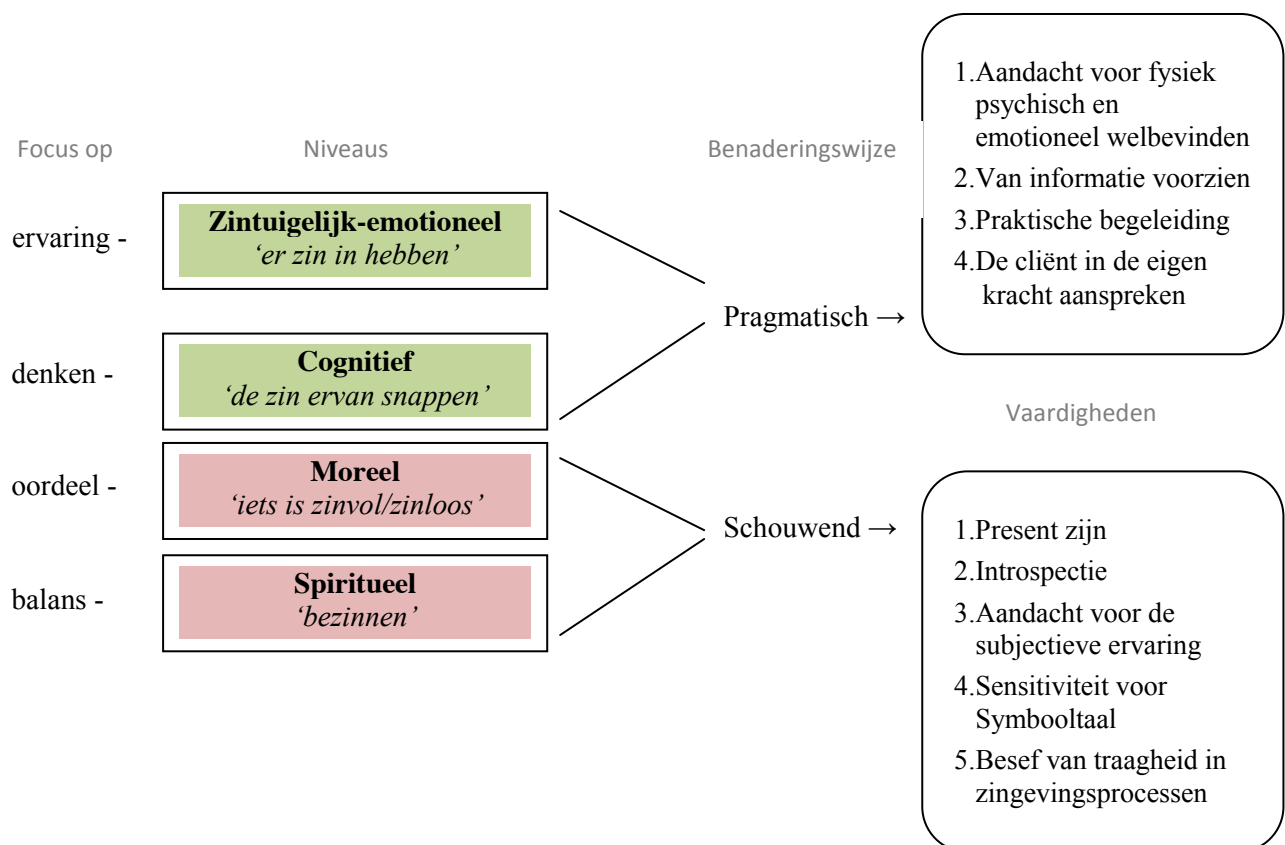 Focus op
Niveaus
Benaderingswijze
ervaring -
Zintuigelijk-emotioneel
‘er zin in hebben’
denken -
Cognitief
‘de zin ervan snappen’
oordeel -
Moreel
‘iets is zinvol/zinloos’
balans -
Spiritueel
‘bezinnen’
Pragmatisch →
Schouwend →
1.Aandacht voor fysiek
psychisch en
emotioneel welbevinden
2.Van informatie voorzien
3.Praktische begeleiding
4.De cliënt in de eigen
kracht aanspreken
Vaardigheden
1.Present zijn
2.Introspectie
3.Aandacht voor de
subjectieve ervaring
4.Sensitiviteit voor
Symbooltaal
5.Besef van traagheid in
zingevingsprocessen